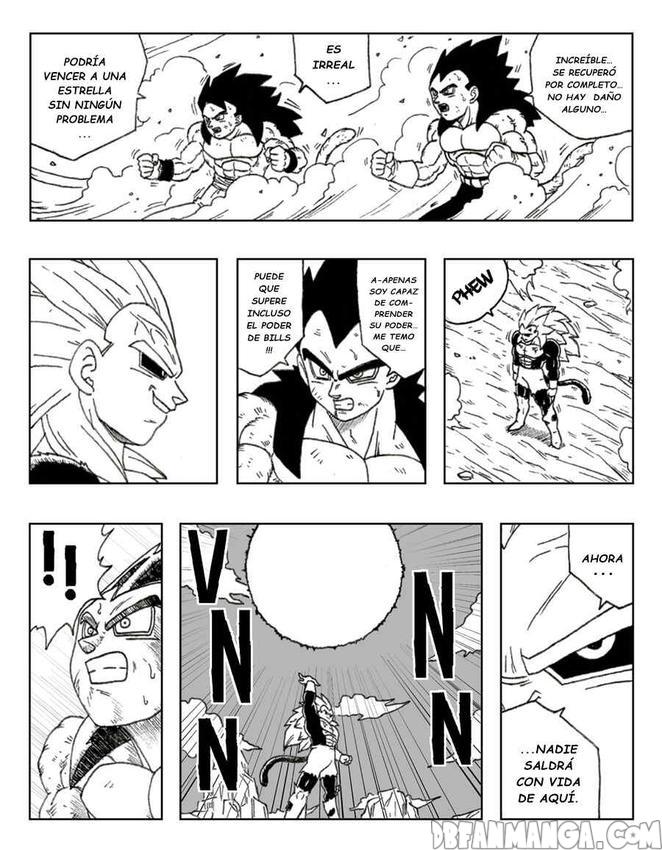 INCREÍBLE...
SE RECUPERÓ
POR COMPLETO...
NO HAY DAÑO
ALGUNO...
ES
IRREAL
...
PODRÍA
VENCER A UNA
ESTRELLA
SIN NINGÚN
PROBLEMA
...
PHEW
A-APENAS
SOY CAPAZ
DE COM-
PRENDER
SU PODER...
ME TEMO
QUE...
PUEDE
QUE
SUPERE
INCLUSO
EL PODER
DE BILLS
!!!
AHORA
...
...NADIE
SALDRÁ
CON VIDA
DE AQUÍ.
NNN
VNNN
!!
DBFANMANGA.COM